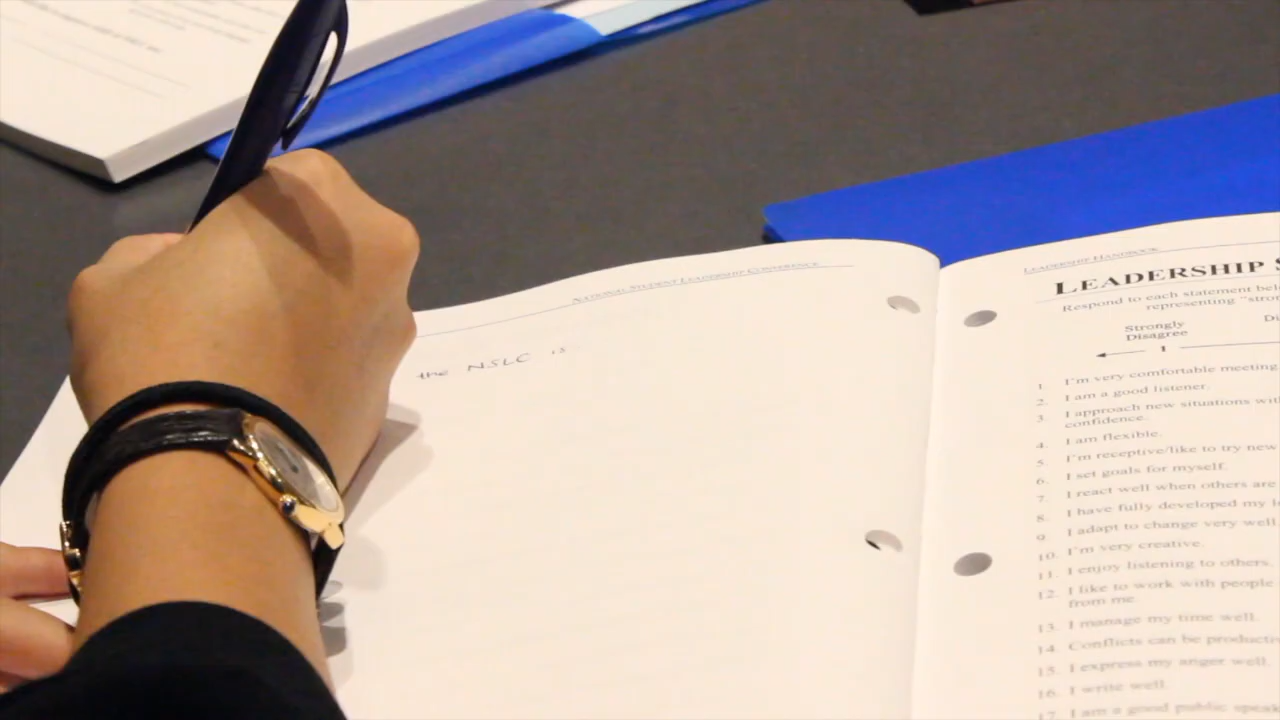 NATIONAL STUDENT LEADERSHIP CONFERENCE
the NSLC is
LEADERSHIP HANDBOOK
LEADERSHIP S
Respond to each statement bel
representing "stro
Strongly
Disagree
Di
1
1. I'm very comfortable meeting
2. I am a good listener.
3. I approach new situations wit
confidence.
4. I am flexible.
5. I'm receptive/like to try new
6. I set goals for myself.
7. I react well when others are
8. I have fully developed my l
9. I adapt to change very well
10. I'm very creative.
11. I enjoy listening to others.
12. I like to work with people
from me.
13. I manage my time well.
14. Conflicts can be producti
15. I express my anger well.
16. I write well.
17. I am a good public speak